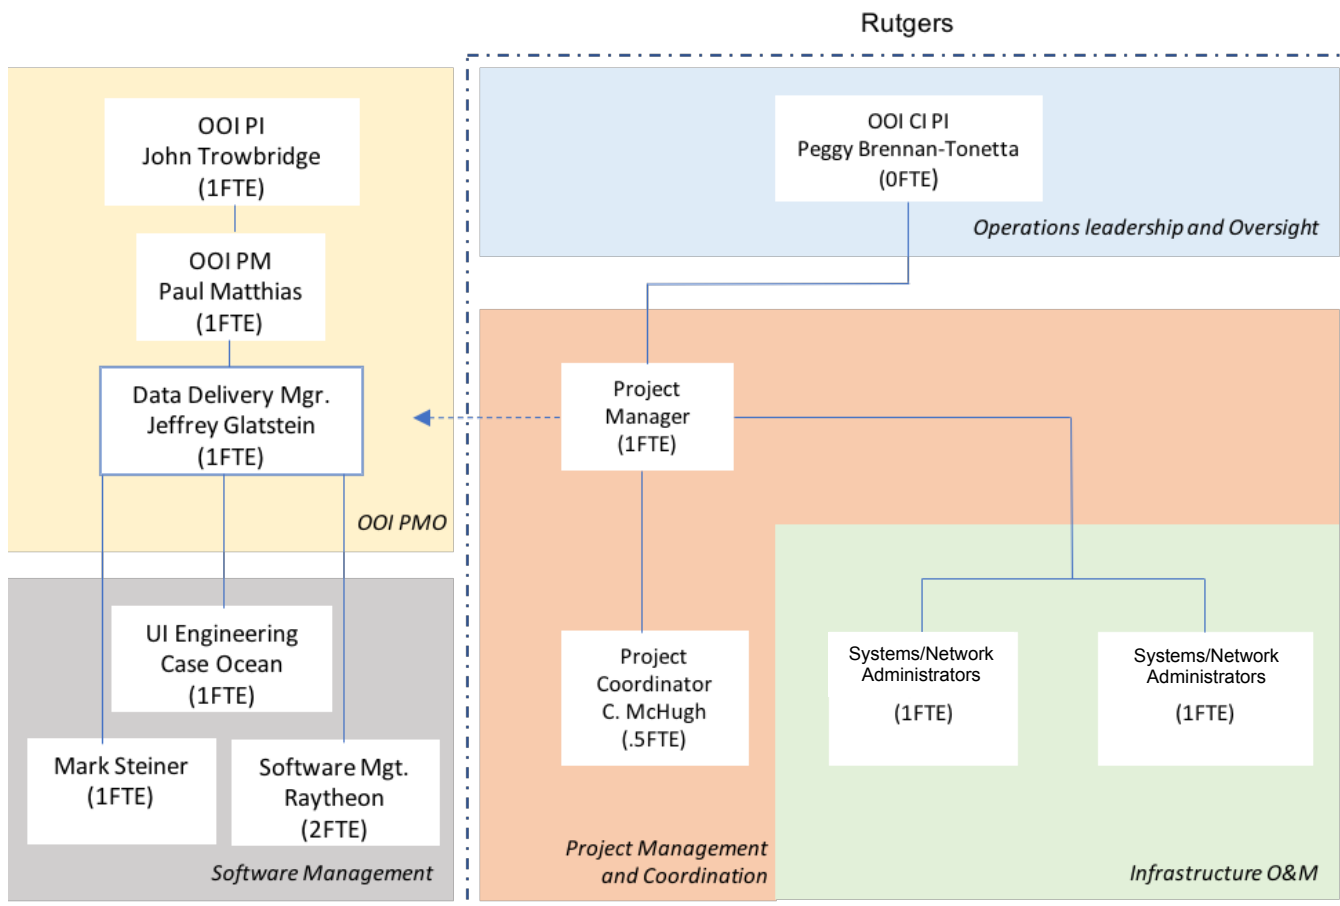 Rutgers
OOI PI
John Trowbridge
(1FTE)
OOI PM
Paul Matthias
(1FTE)
Data Delivery Mgr.
Jeffrey Glatstein
(1FTE)
OOI PMO
UI Engineering
Case Ocean
(1FTE)
Mark Steiner
(1FTE)
Software Mgt.
Raytheon
(2FTE)
Software Management
OOI CI PI
Peggy Brennan-Tonetta
(0FTE)
Operations leadership and Oversight
Project
Manager
(1FTE)
Project
Coordinator
C. McHugh
(.5FTE)
Project Management
and Coordination
Systems/Network
Administrators
(1FTE)
Systems/Network
Administrators
(1FTE)
Infrastructure O&M